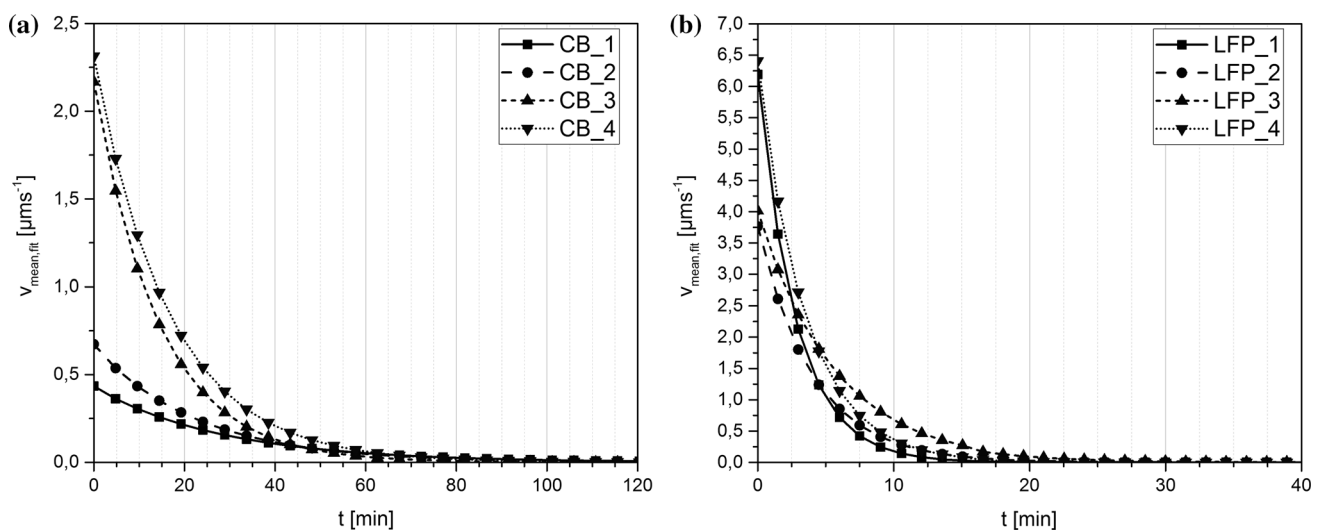 (a)
2,5
2,0
1,5
1,0
0,5
0,0
v_mean,fit [µms⁻¹]
CB_1
CB_2
CB_3
CB_4
0 20 40 60 80 100 120
t [min]
(b)
7,0
6,5
6,0
5,5
5,0
4,5
4,0
3,5
3,0
2,5
2,0
1,5
1,0
0,5
0,0
v_mean,fit [µms⁻¹]
LFP_1
LFP_2
LFP_3
LFP_4
0 10 20 30 40
t [min]